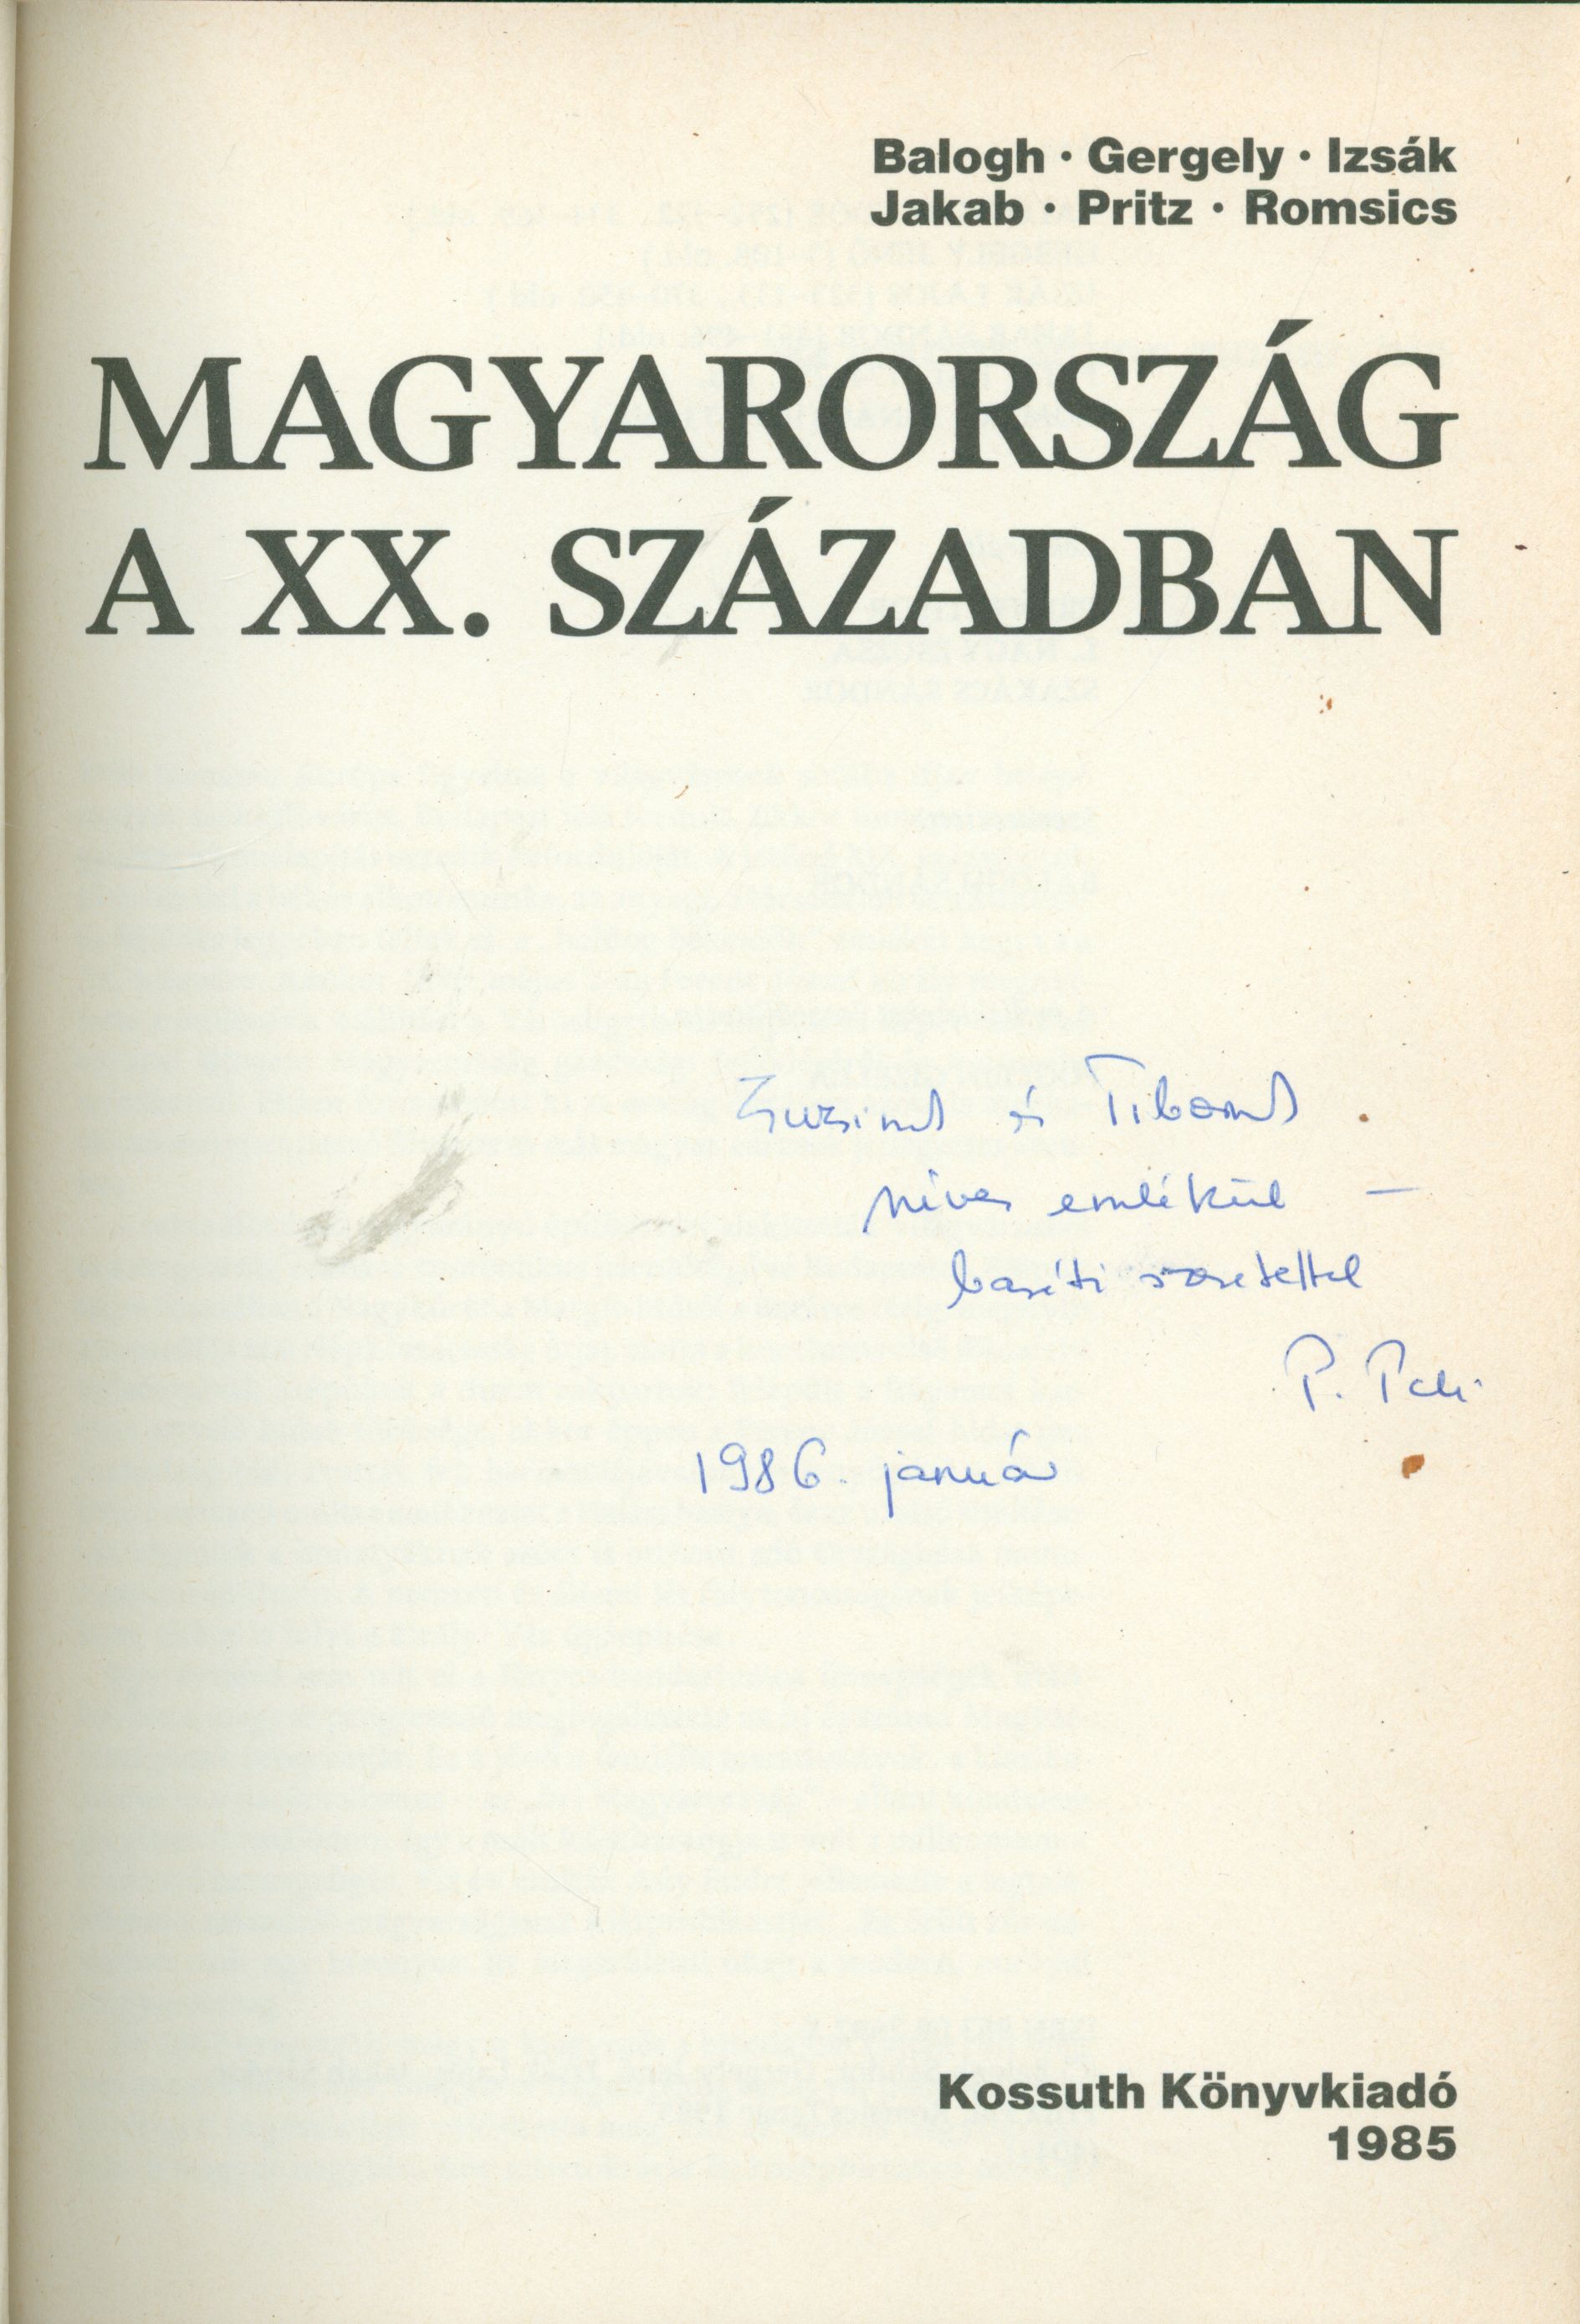 Balogh • Gergely • Izsák
Jakab • Pritz • Romsics
MAGYARORSZÁG
A XX. SZÁZADBAN
Zsuzsinak és Tibornak
szíves emlékül –
baráti szeretettel
P. Pali
1986. január
Kossuth Könyvkiadó
1985